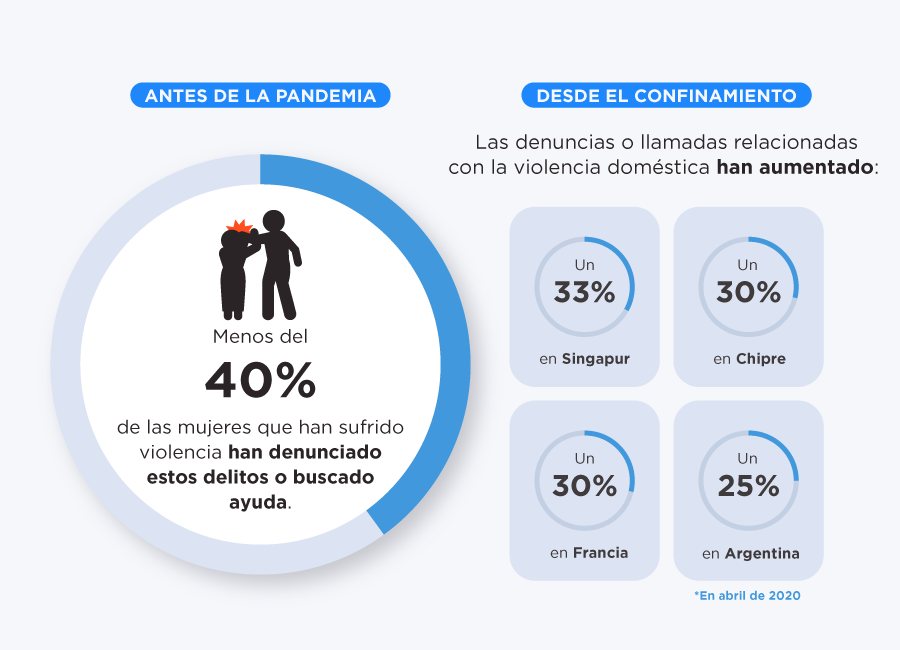 ANTES DE LA PANDEMIA
Menos del
40%
de las mujeres que han sufrido
violencia han denunciado
estos delitos o buscado
ayuda.
DESDE EL CONFINAMIENTO
Las denuncias o llamadas relacionadas
con la violencia doméstica han aumentado:
Un
33%
en Singapur
Un
30%
en Chipre
Un
30%
en Francia
Un
25%
en Argentina
*En abril de 2020